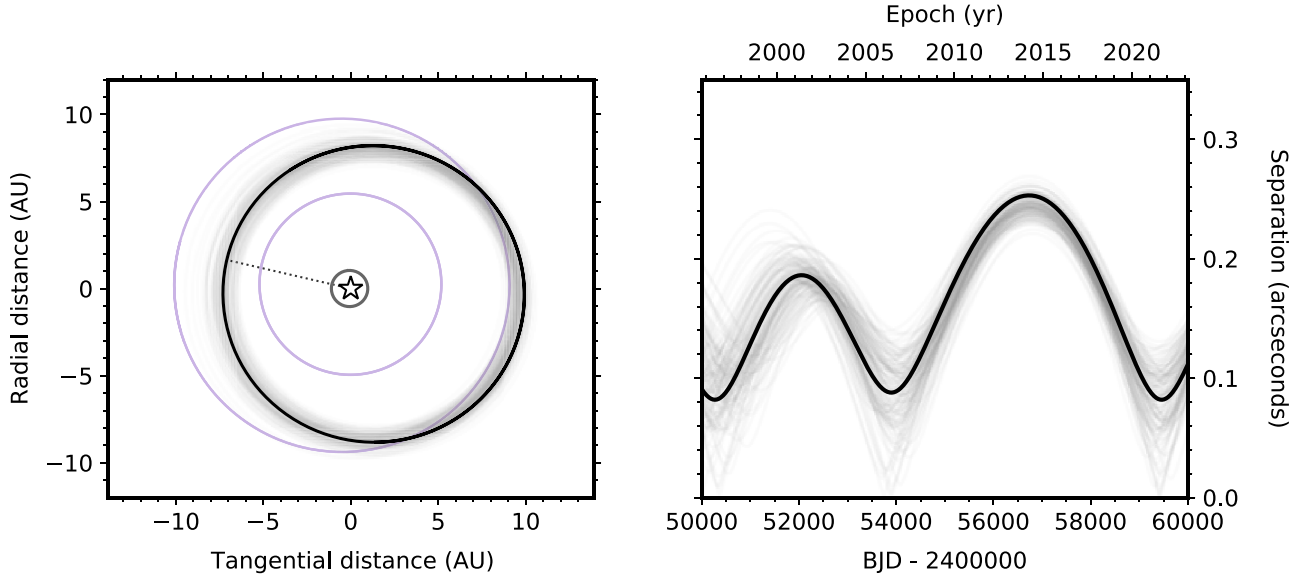 Epoch (yr)
2000 2005 2010 2015 2020
10
5
0
−5
−10
Radial distance (AU)
−10 −5 0 5 10
Tangential distance (AU)
0.3
0.2
0.1
0.0
Separation (arcseconds)
50000 52000 54000 56000 58000 60000
BJD - 2400000